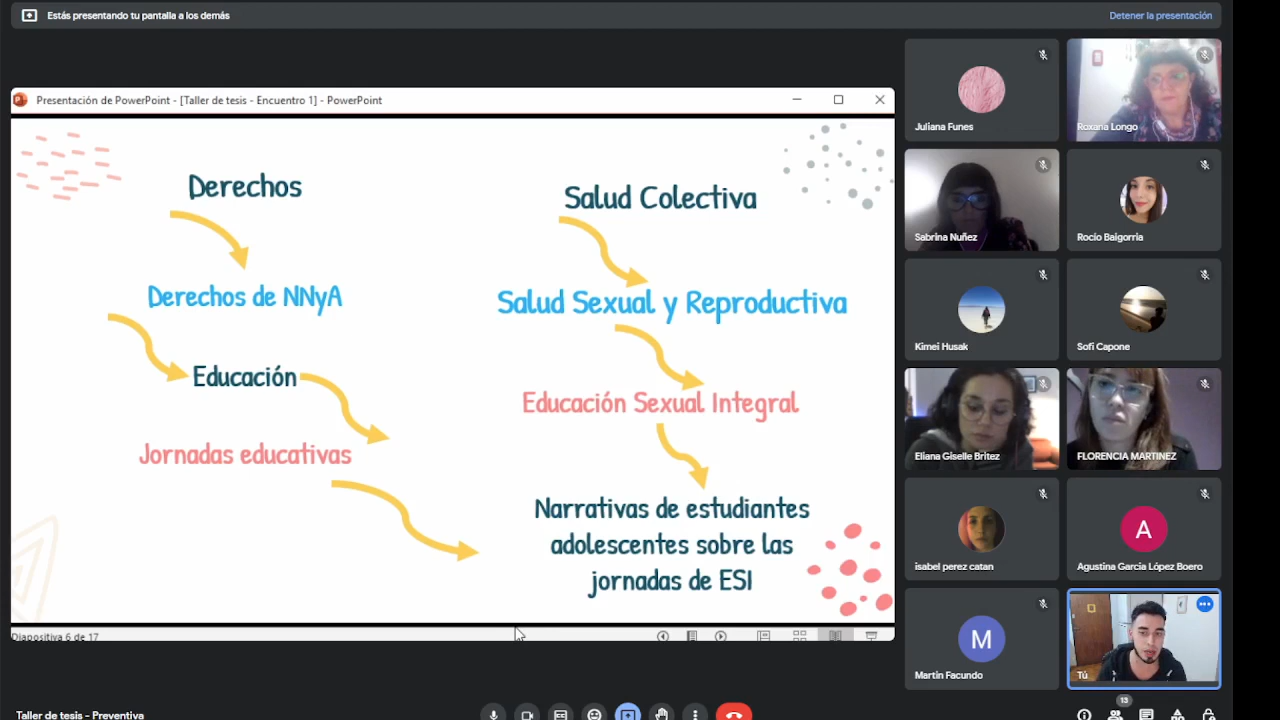 Estás presentando tu pantalla a los demás
Detener la presentación
Presentación de PowerPoint - [Taller de tesis - Encuentro 1] - PowerPoint
Derechos
Derechos de NNyA
Educación
Jornadas educativas
Salud Colectiva
Salud Sexual y Reproductiva
Educación Sexual Integral
Narrativas de estudiantes
adolescentes sobre las
jornadas de ESI
Diapositiva 6 de 17
Juliana Funes
Roxana Longo
Sabrina Nuñez
Rocío Baigorria
Kimei Husak
Sofi Capone
Eliana Giselle Britez
FLORENCIA MARTINEZ
isabel perez catan
A
Agustina Garcia López Boero
M
Martin Facundo
Tú
Taller de tesis - Preventiva
13